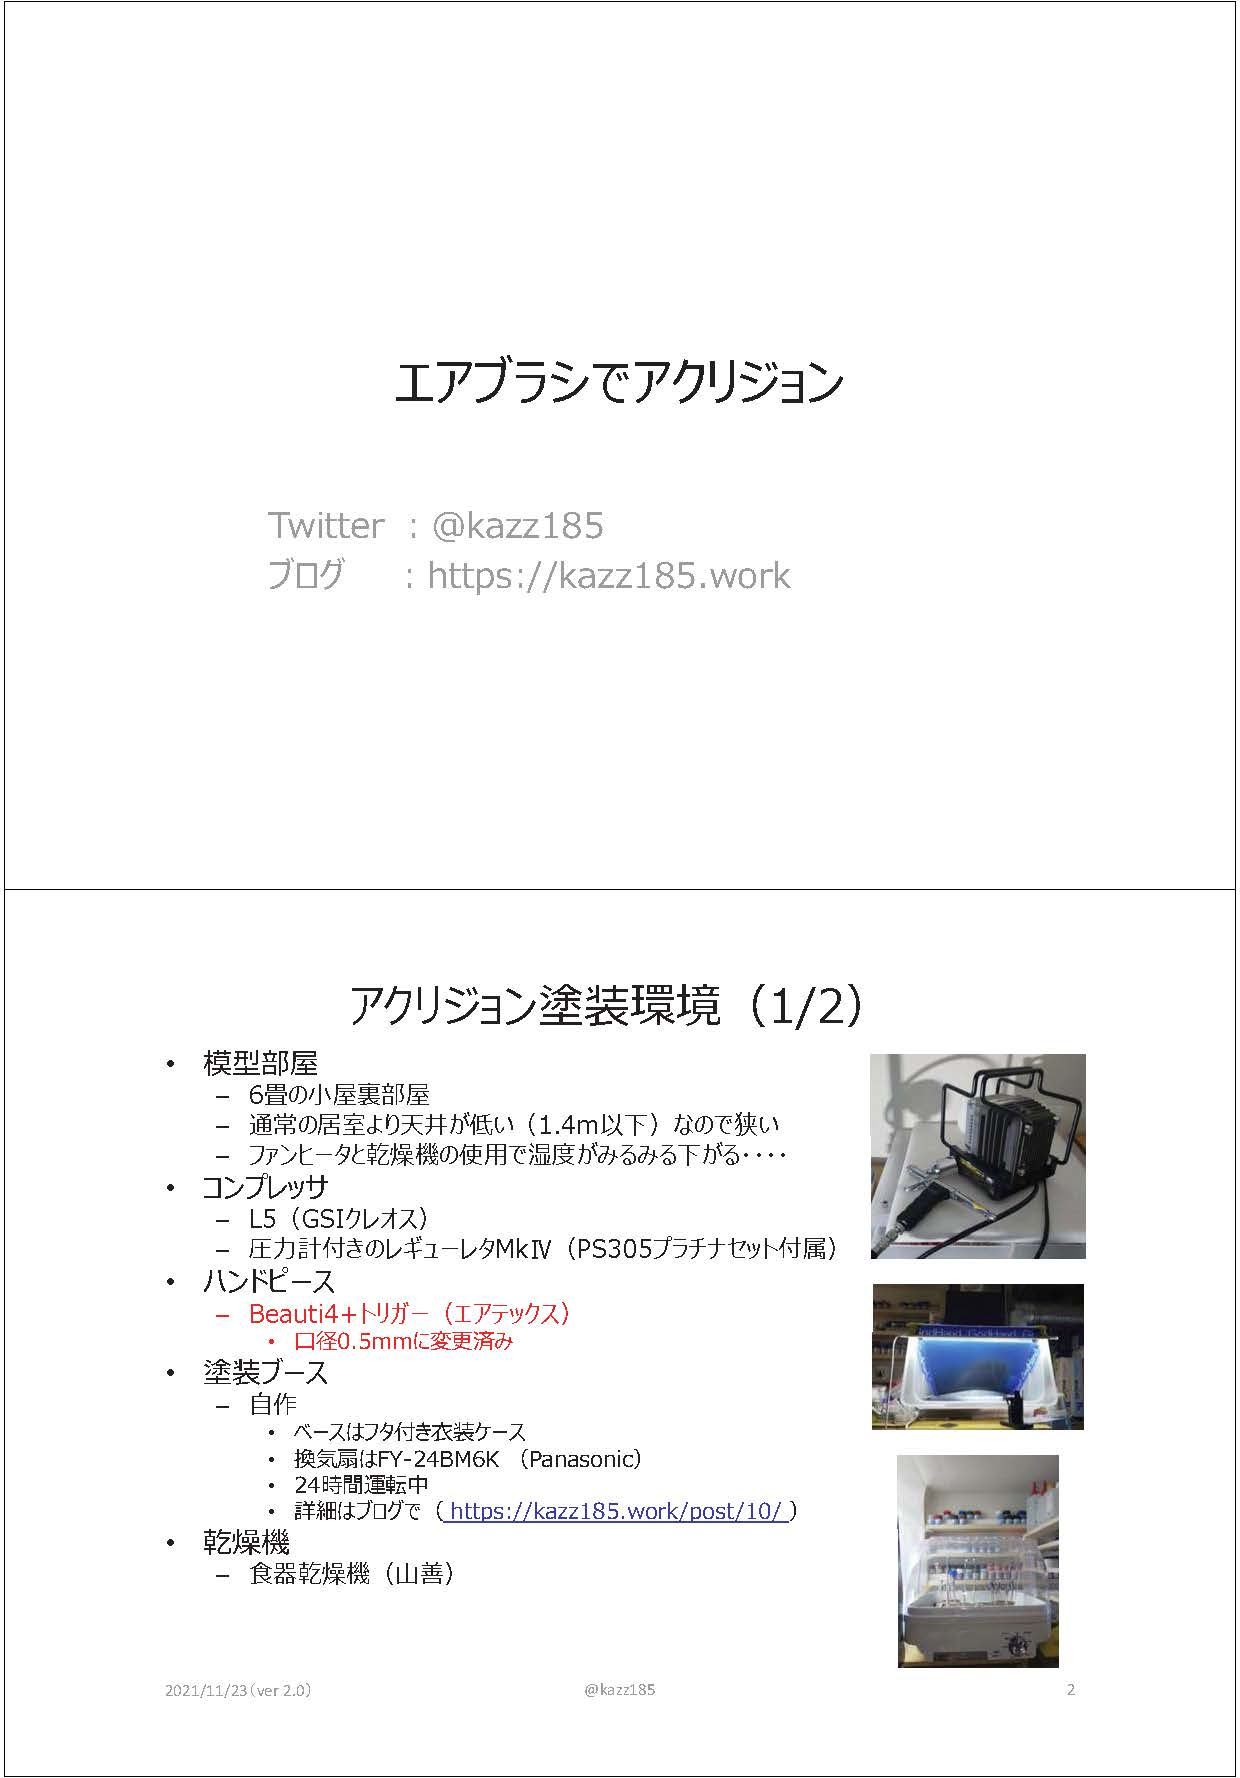 エアブラシでアクリジョン
Twitter : @kazz185
ブログ : https://kazz185.work
アクリジョン塗装環境（1/2）
• 模型部屋
– 6畳の小屋裏部屋
– 通常の居室より天井が低い（1.4m以下）なので狭い
– ファンヒータと乾燥機の使用で湿度がみるみる下がる････
• コンプレッサ
– L5（GSIクレオス）
– 圧力計付きのレギューレタMkⅣ（PS305プラチナセット付属）
• ハンドピース
– Beauti4+トリガー（エアテックス）
• 口径0.5mmに変更済み
• 塗装ブース
– 自作
• ベースはフタ付き衣装ケース
• 換気扇はFY-24BM6K （Panasonic）
• 24時間運転中
• 詳細はブログで（ https://kazz185.work/post/10/ ）
• 乾燥機
– 食器乾燥機（山善）
2021/11/23（ver 2.0） @kazz185 2